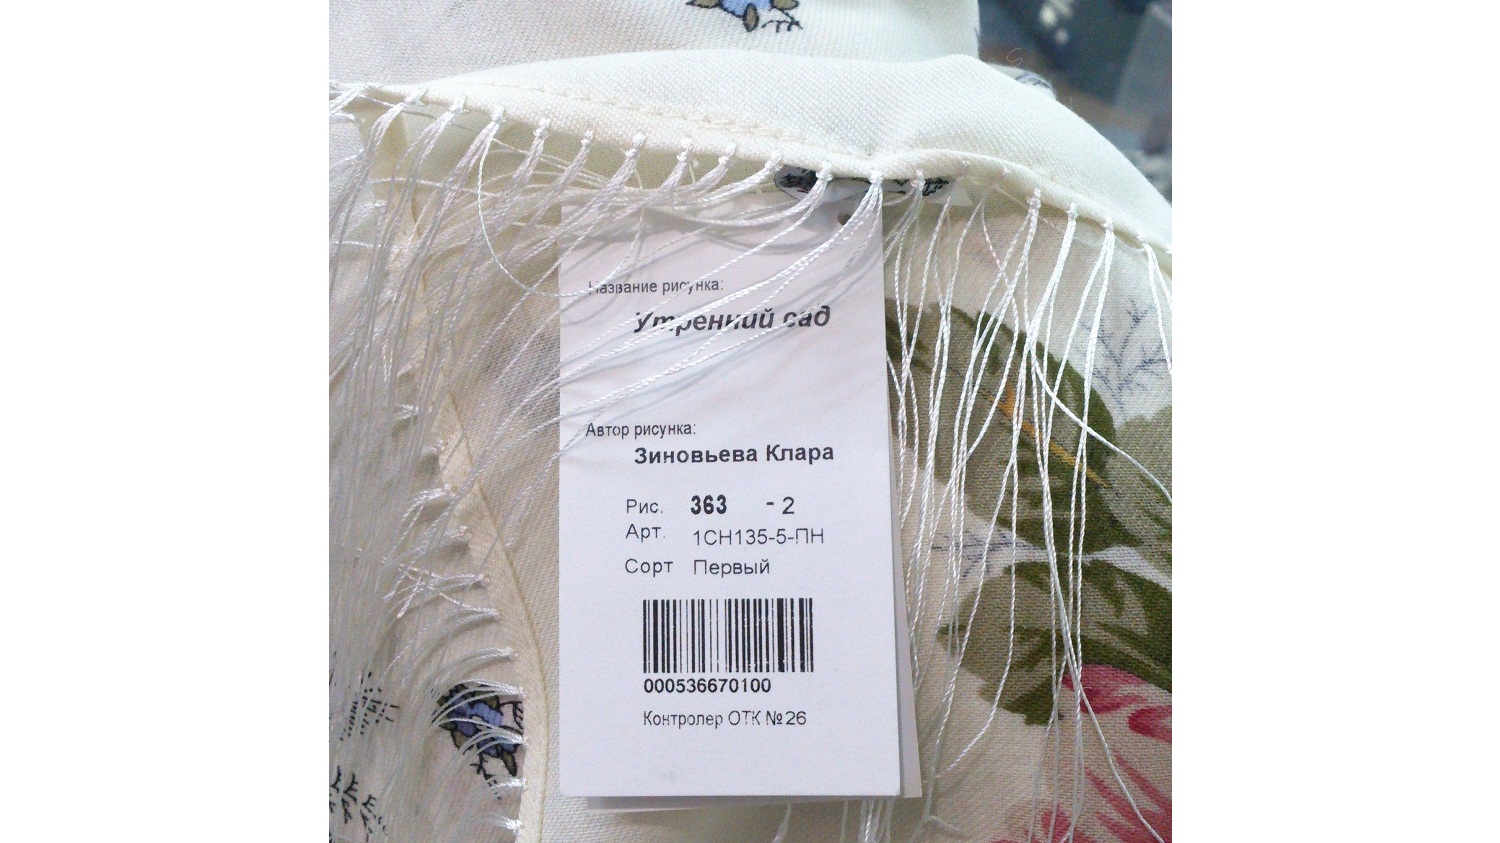 Название рисунка:
Утренний сад
Автор рисунка:
Зиновьева Клара
Рис. 363 - 2
Арт. 1СН135-5-ПН
Сорт Первый
000536670100
Контролер ОТК №26